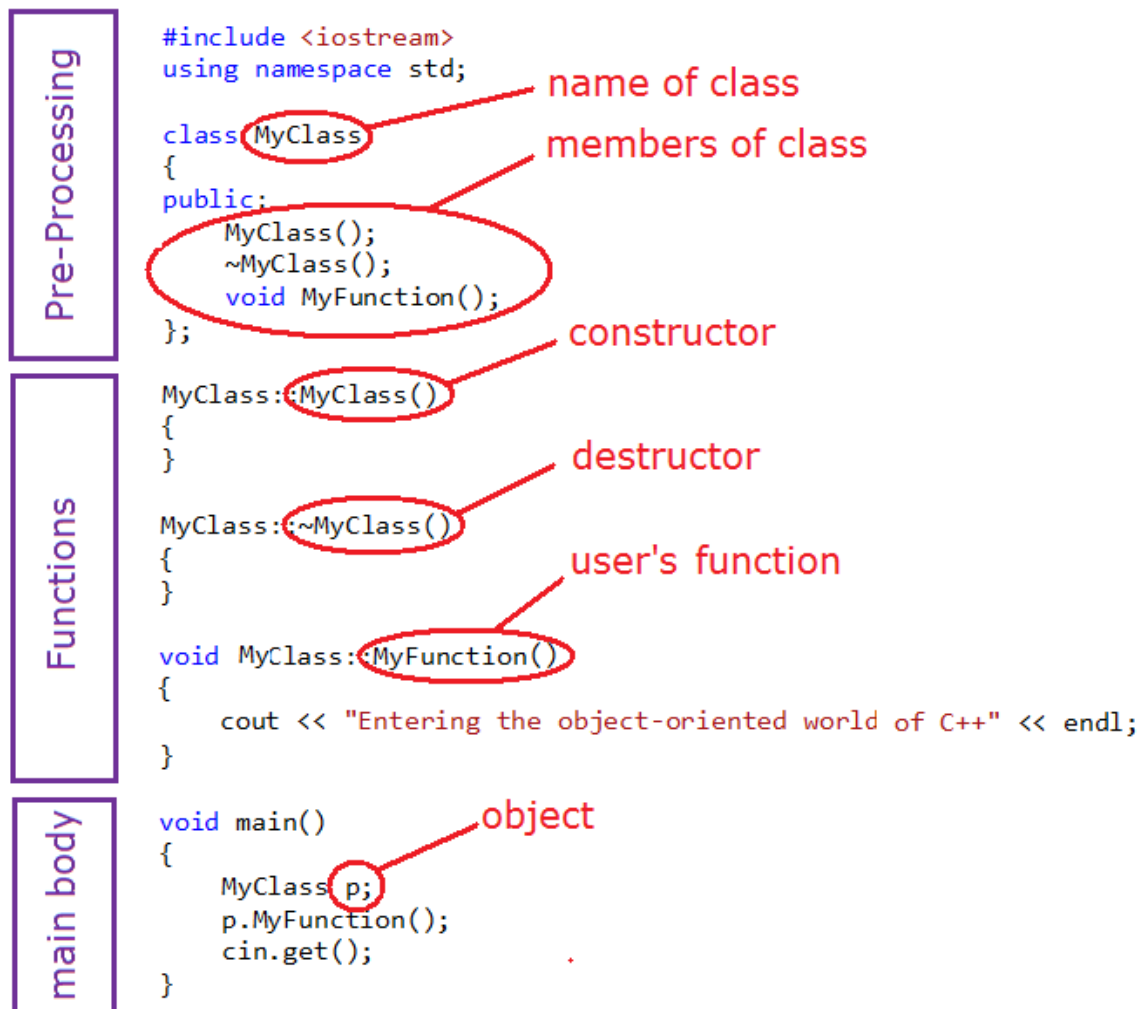 Pre-Processing
#include <iostream>
using namespace std;
name of class
class MyClass
members of class
{
public:
MyClass();
~MyClass();
void MyFunction();
};
constructor
Functions
MyClass::MyClass()
{
}
destructor
MyClass::~MyClass()
{
}
user's function
void MyClass::MyFunction()
{
cout << "Entering the object-oriented world of C++" << endl;
}
main body
void main()
object
{
MyClass p;
p.MyFunction();
cin.get();
}